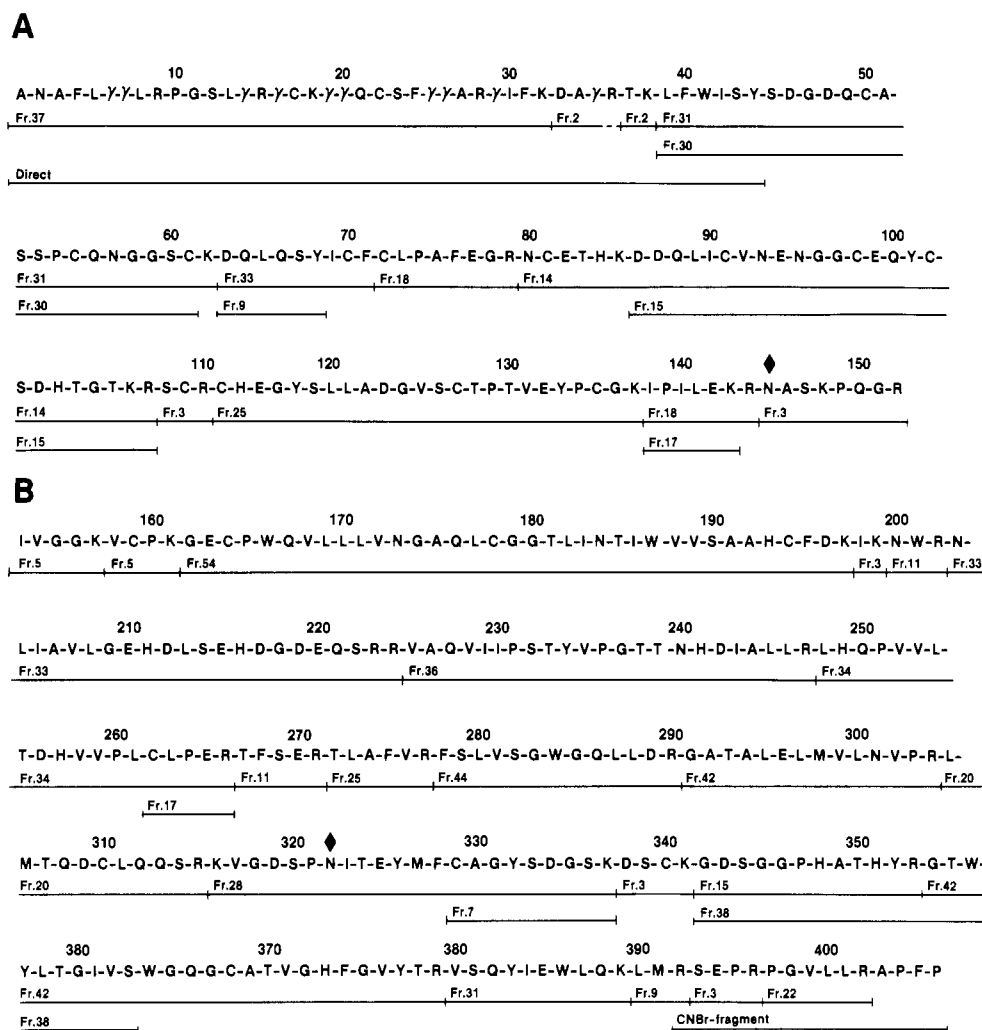 A
10 20 30 40 50
A-N-A-F-L-γ-γ-L-R-P-G-S-L-γ-R-γ-C-K-γ-γ-Q-C-S-F-γ-γ-A-R-γ-I-F-K-D-A-γ-R-T-K-L-F-W-I-S-Y-S-D-G-D-Q-C-A-
Fr.37 Fr.2 Fr.2 Fr.31
Fr.30
Direct
60 70 80 90 100
S-S-P-C-Q-N-G-G-S-C-K-D-Q-L-Q-S-Y-I-C-F-C-L-P-A-F-E-G-R-N-C-E-T-H-K-D-D-Q-L-I-C-V-N-E-N-G-G-C-E-Q-Y-C-
Fr.31 Fr.33 Fr.18 Fr.14
Fr.30 Fr.9 Fr.15
110 120 130 140 ♦ 150
S-D-H-T-G-T-K-R-S-C-R-C-H-E-G-Y-S-L-L-A-D-G-V-S-C-T-P-T-V-E-Y-P-C-G-K-I-P-I-L-E-K-R-N-A-S-K-P-Q-G-R
Fr.14 Fr.3 Fr.25 Fr.18 Fr.3
Fr.15 Fr.17
B
160 170 180 190 200
I-V-G-G-K-V-C-P-K-G-E-C-P-W-Q-V-L-L-L-V-N-G-A-Q-L-C-G-G-T-L-I-N-T-I-W-V-V-S-A-A-H-C-F-D-K-I-K-N-W-R-N-
Fr.5 Fr.5 Fr.54 Fr.3 Fr.11 Fr.33
210 220 230 240 250
L-I-A-V-L-G-E-H-D-L-S-E-H-D-G-D-E-Q-S-R-R-V-A-Q-V-I-I-P-S-T-Y-V-P-G-T-T-N-H-D-I-A-L-L-R-L-H-Q-P-V-V-L-
Fr.33 Fr.36 Fr.34
260 270 280 290 300
T-D-H-V-V-P-L-C-L-P-E-R-T-F-S-E-R-T-L-A-F-V-R-F-S-L-V-S-G-W-G-Q-L-L-D-R-G-A-T-A-L-E-L-M-V-L-N-V-P-R-L-
Fr.34 Fr.11 Fr.25 Fr.44 Fr.42 Fr.20
Fr.17
310 320 ♦ 330 340 350
M-T-Q-D-C-L-Q-Q-S-R-K-V-G-D-S-P-N-I-T-E-Y-M-F-C-A-G-Y-S-D-G-S-K-D-S-C-K-G-D-S-G-G-P-H-A-T-H-Y-R-G-T-W-
Fr.20 Fr.28 Fr.3 Fr.15 Fr.42
Fr.7 Fr.38
380 370 380 390 400
Y-L-T-G-I-V-S-W-G-Q-G-C-A-T-V-G-H-F-G-V-Y-T-R-V-S-Q-Y-I-E-W-L-Q-K-L-M-R-S-E-P-R-P-G-V-L-L-R-A-P-F-P
Fr.42 Fr.31 Fr.9 Fr.3 Fr.22
Fr.38 CNBr-fragment